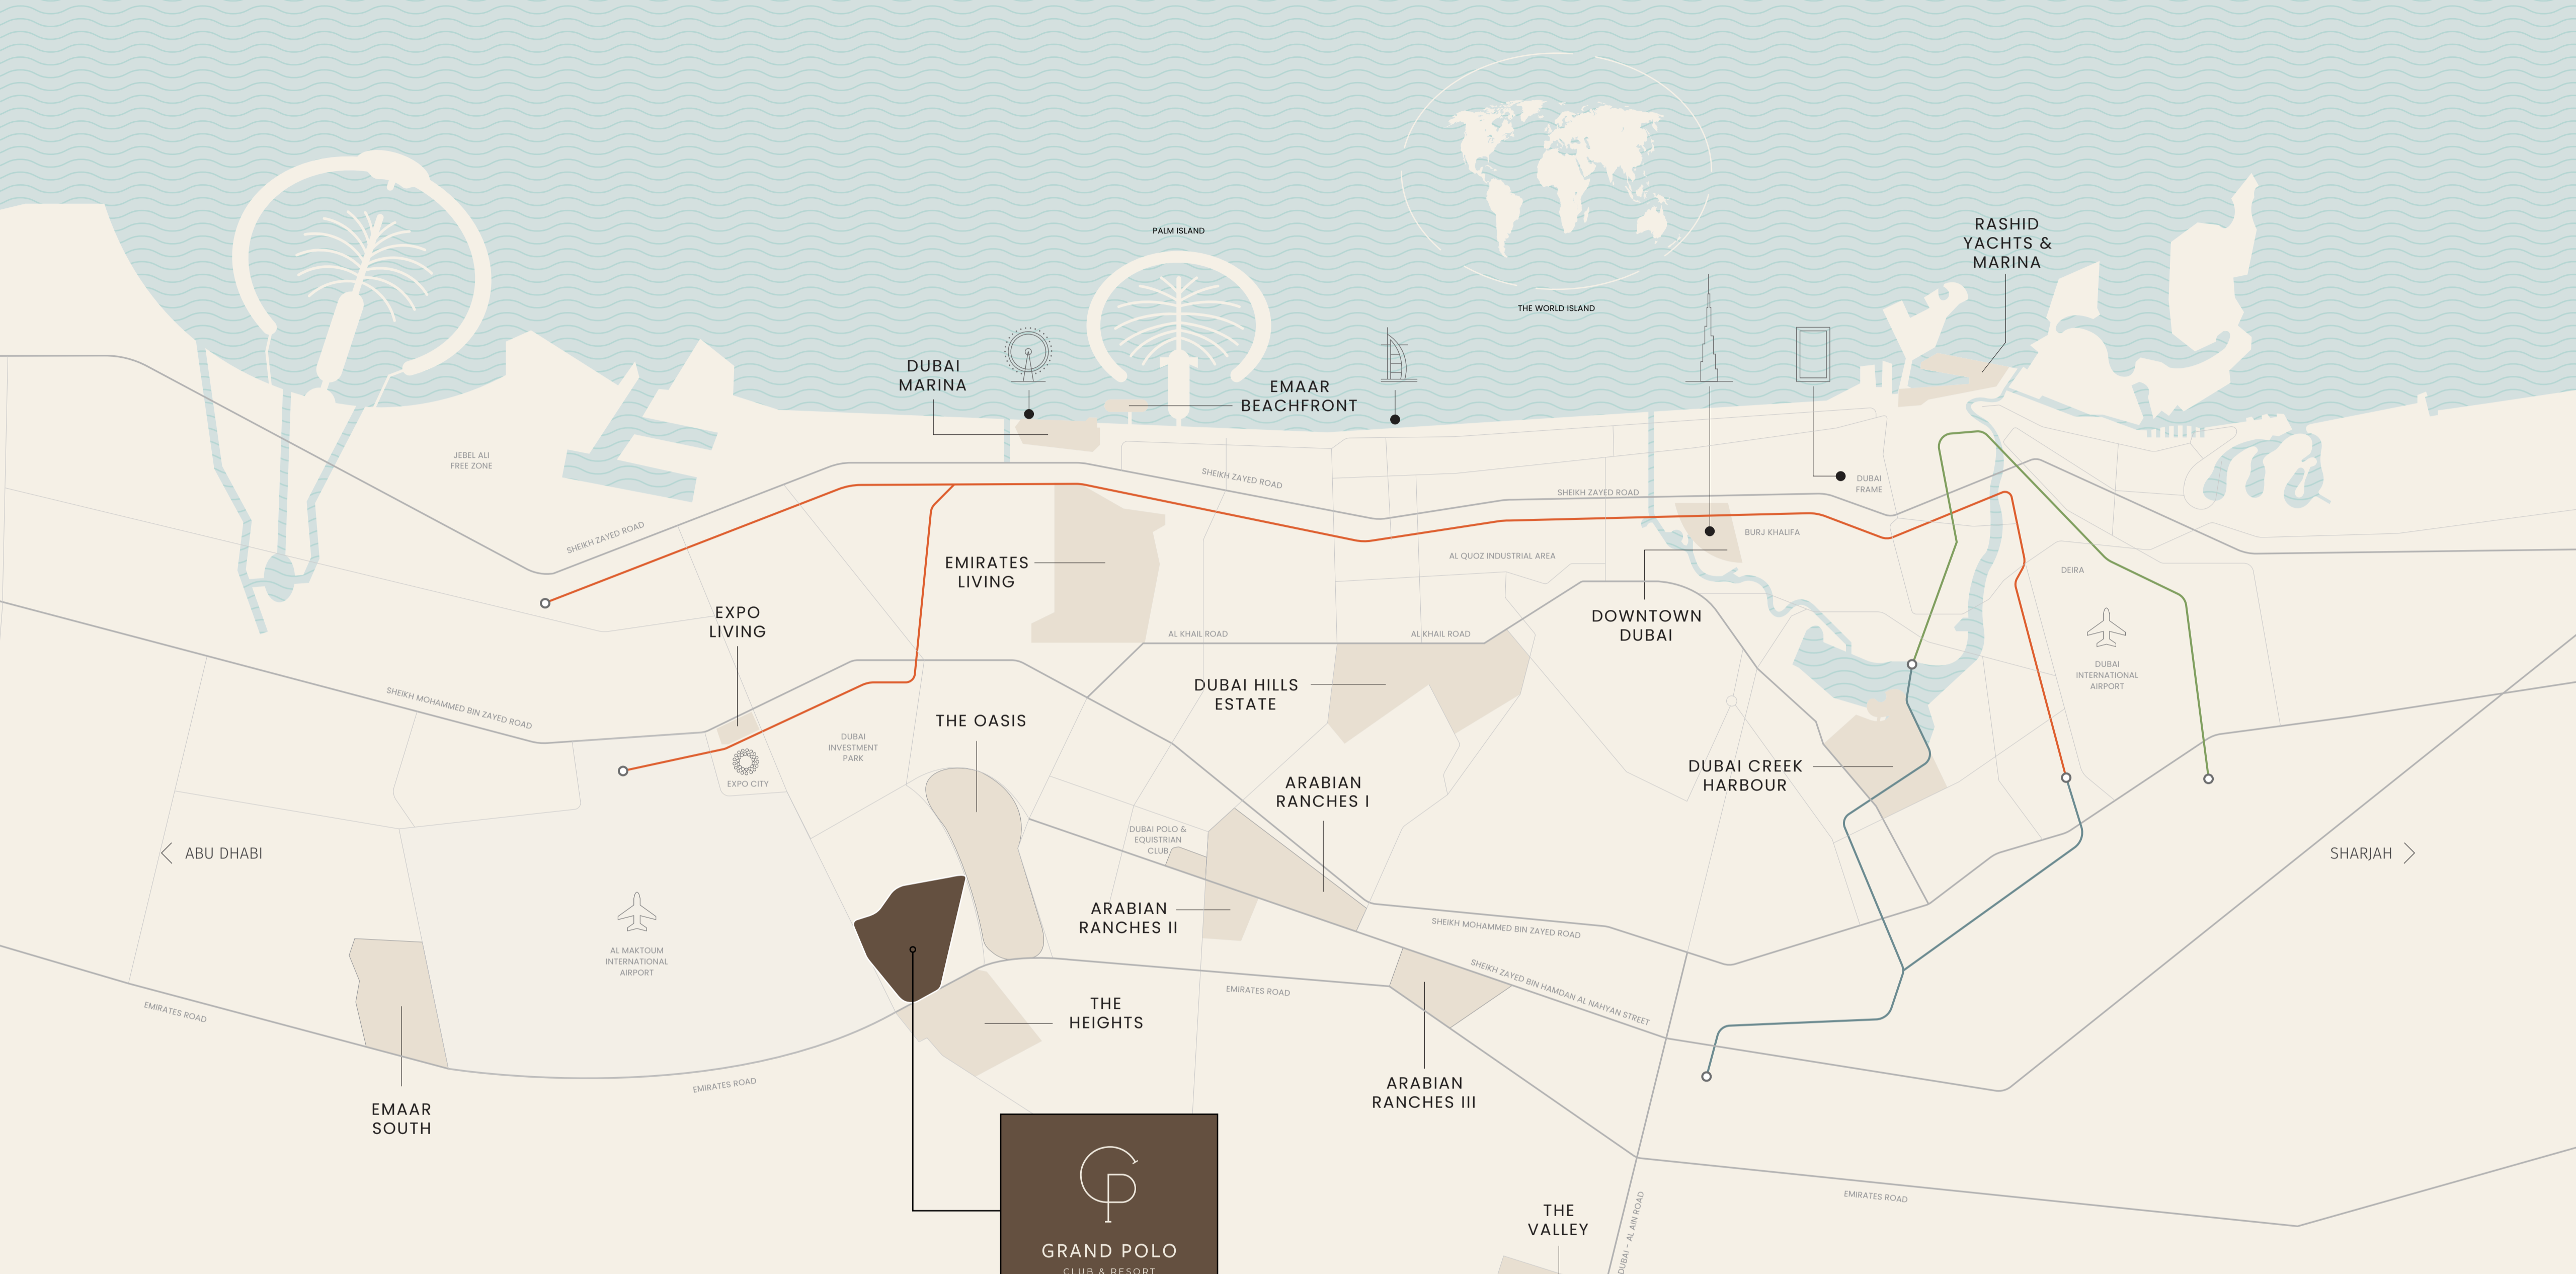 PALM ISLAND
THE WORLD ISLAND
RASHID
YACHTS &
MARINA
DUBAI
MARINA
EMAAR
BEACHFRONT
JEBEL ALI
FREE ZONE
SHEIKH ZAYED ROAD
SHEIKH ZAYED ROAD
SHEIKH ZAYED ROAD
DUBAI
FRAME
BURJ KHALIFA
AL QUOZ INDUSTRIAL AREA
DEIRA
EMIRATES
LIVING
EXPO
LIVING
DOWNTOWN
DUBAI
AL KHAIL ROAD
AL KHAIL ROAD
DUBAI
INTERNATIONAL
AIRPORT
SHEIKH MOHAMMED BIN ZAYED ROAD
DUBAI HILLS
ESTATE
THE OASIS
DUBAI
INVESTMENT
PARK
EXPO CITY
DUBAI CREEK
HARBOUR
ARABIAN
RANCHES I
DUBAI POLO &
EQUESTRIAN
CLUB
ABU DHABI
SHARJAH
ARABIAN
RANCHES II
SHEIKH MOHAMMED BIN ZAYED ROAD
AL MAKTOUM
INTERNATIONAL
AIRPORT
SHEIKH ZAYED BIN HAMDAN AL NAHYAN STREET
EMIRATES ROAD
EMIRATES ROAD
THE
HEIGHTS
EMIRATES ROAD
ARABIAN
RANCHES III
EMAAR
SOUTH
EMIRATES ROAD
THE
VALLEY
DUBAI - AL AIN ROAD
GRAND POLO
CLUB & RESORT